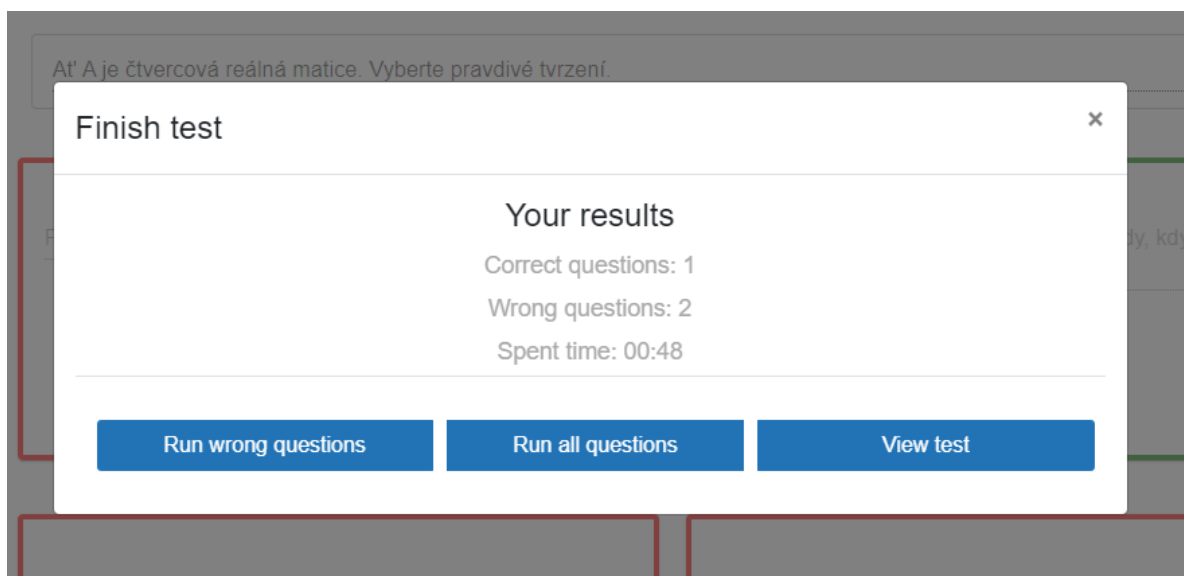 Ať A je čtvercová reálná matice. Vyberte pravdivé tvrzení.
Finish test
×
Your results
Correct questions: 1
Wrong questions: 2
Spent time: 00:48
Run wrong questions
Run all questions
View test